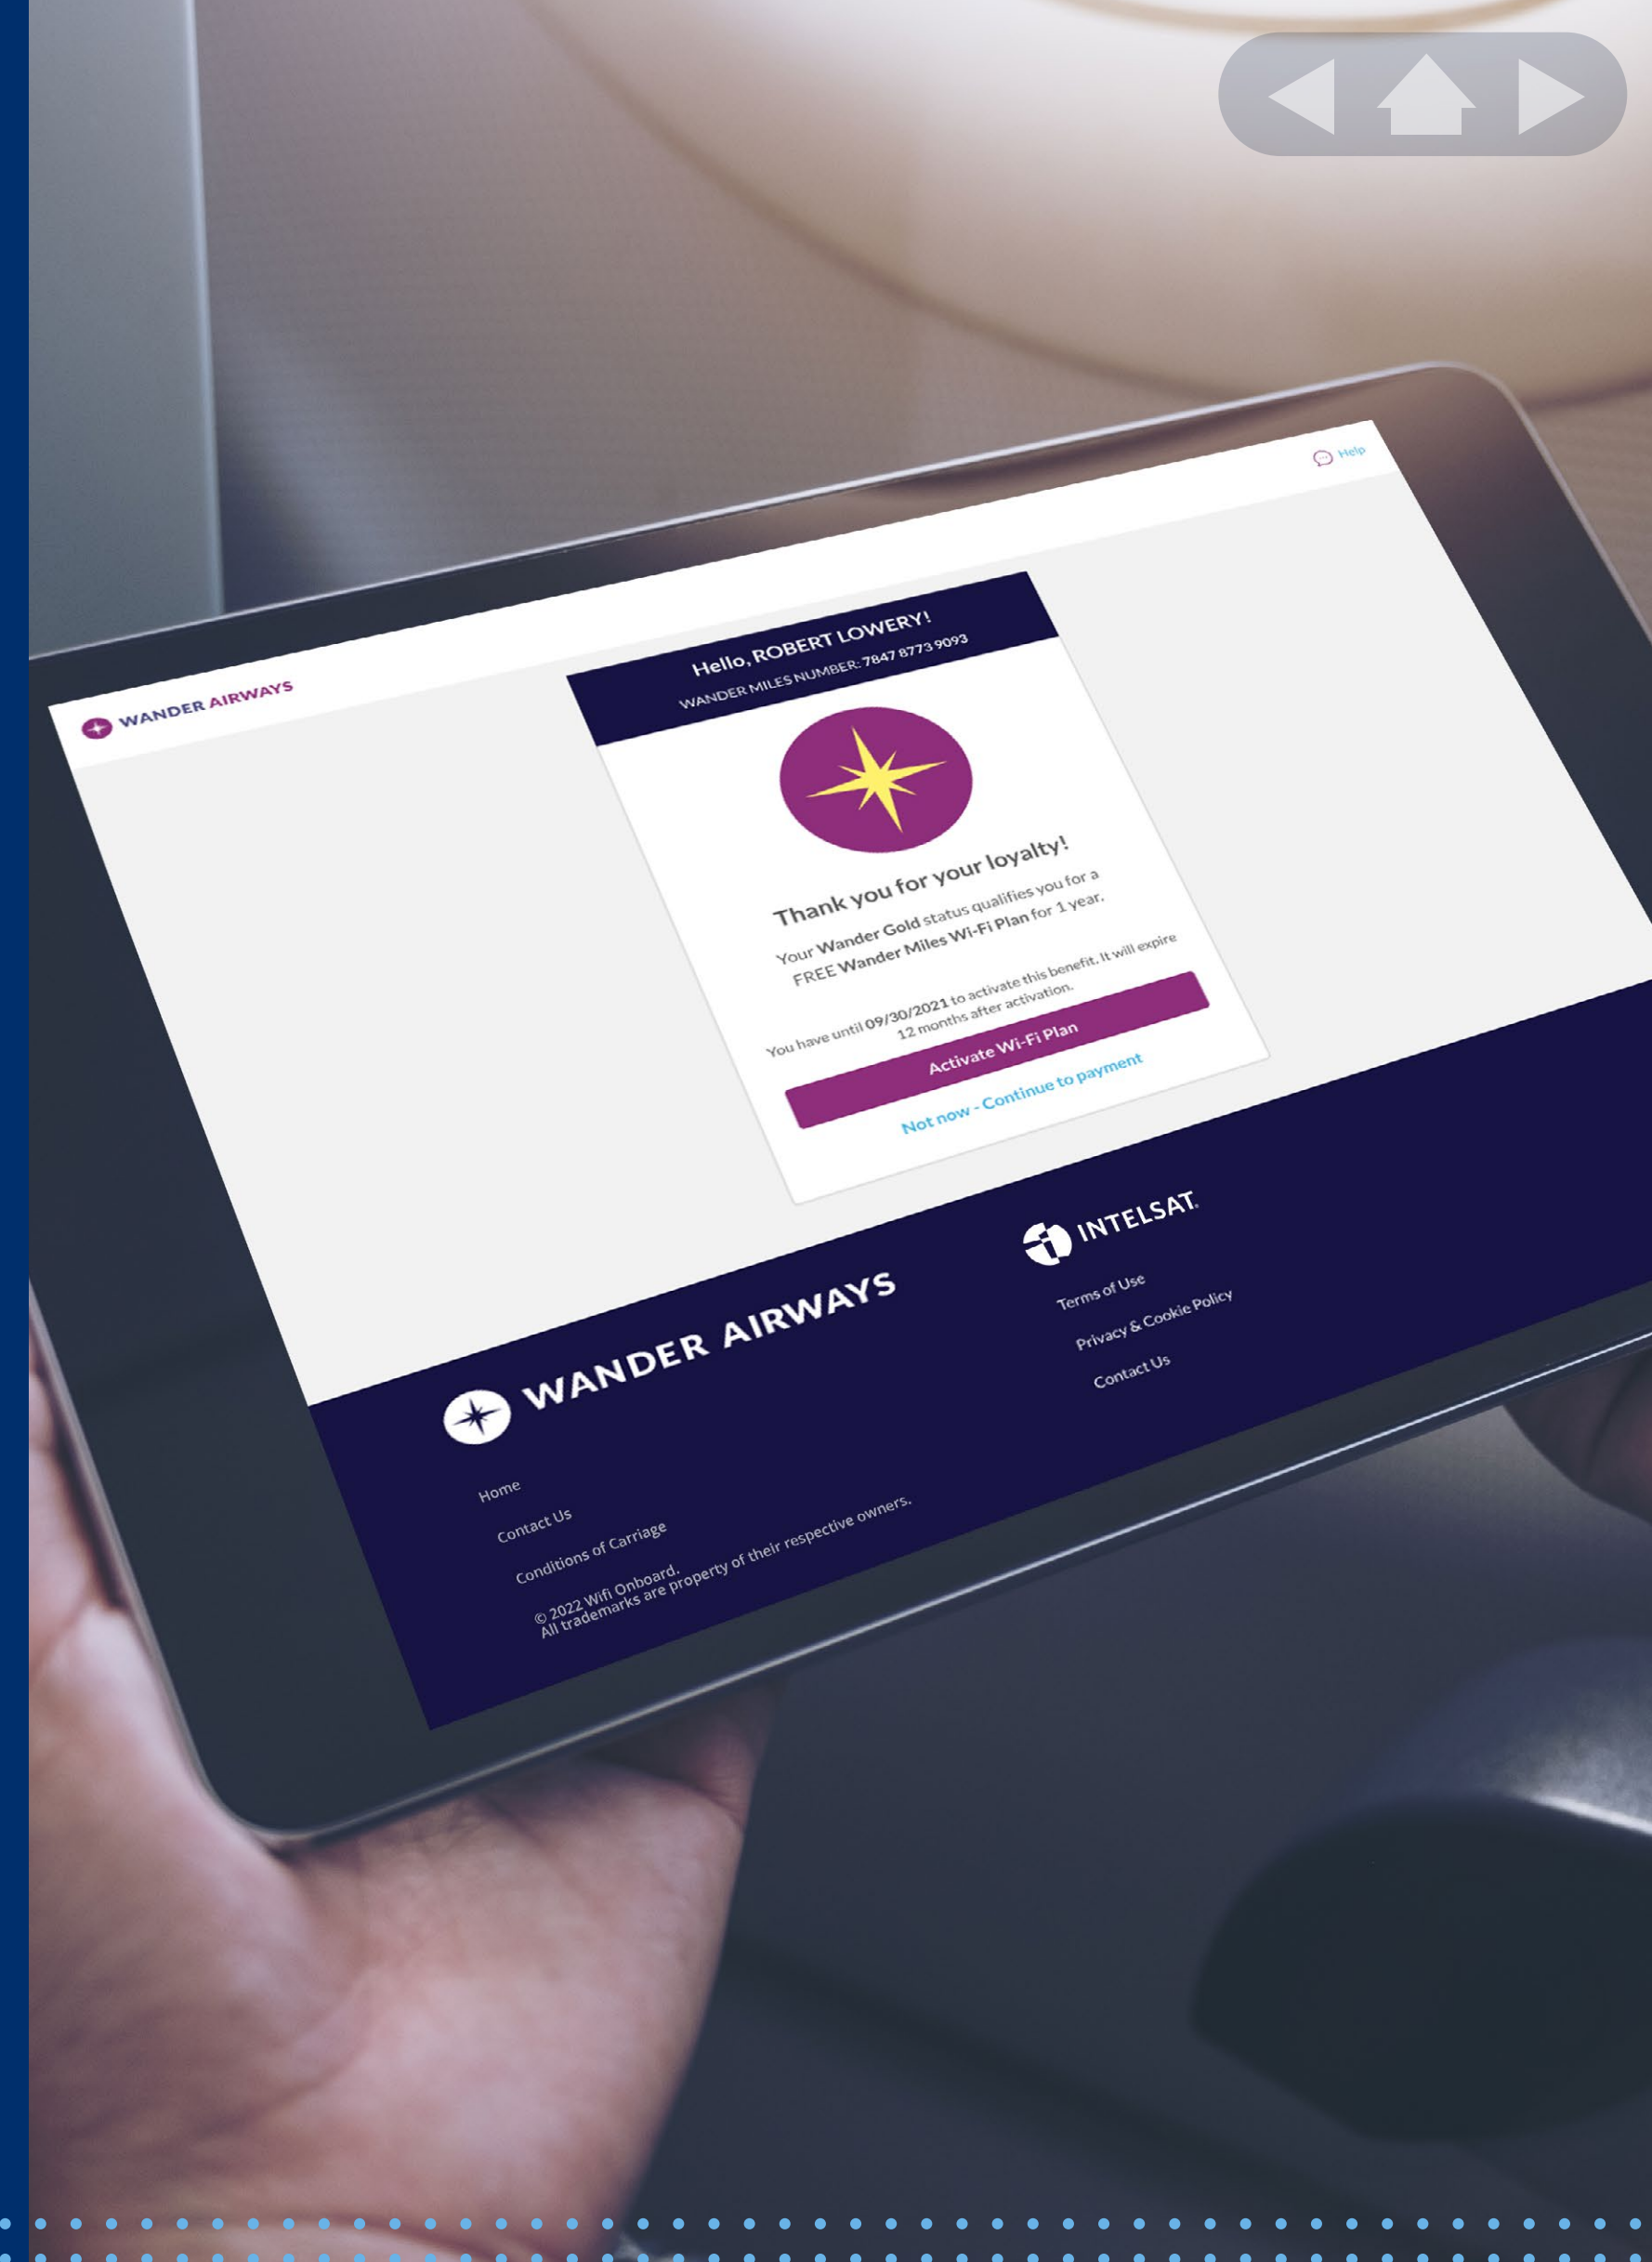 Help
WANDER AIRWAYS
Hello, ROBERT LOWERY!
WANDER MILES NUMBER: 7847 8773 9093
Thank you for your loyalty!
Your Wander Gold status qualifies you for a
FREE Wander Miles Wi-Fi Plan for 1 year.
You have until 09/30/2021 to activate this benefit. It will expire
12 months after activation.
Activate Wi-Fi Plan
Not now - Continue to payment
WANDER AIRWAYS
Home
Contact Us
Conditions of Carriage
© 2022 Wifi Onboard.
All trademarks are property of their respective owners.
INTELSAT.
Terms of Use
Privacy & Cookie Policy
Contact Us